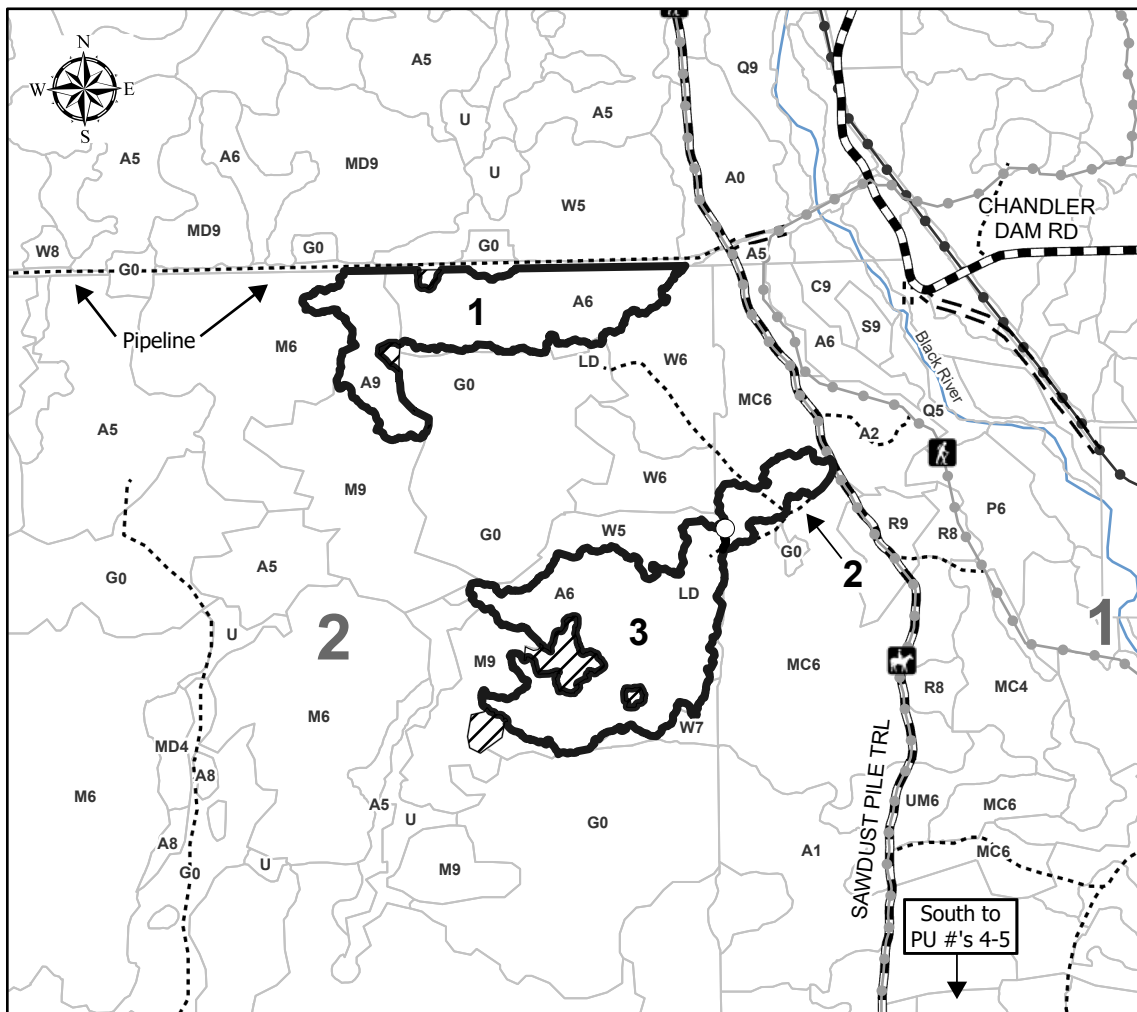 N
W E
S
A5
Q9
U
A5
A5
A6
MD9
U
A0
MD9
W5
CHANDLER
DAM RD
W8
G0
G0
A5
G0
C9
1
A6
S9
Pipeline
M6
A6
Black River
LD
W6
G0
A9
MC6
Q5
A2
A5
M9
W6
P6
R9
R8
G0
W5
G0
A5
2
G0
A6
LD
U
2
3
1
M9
MC6
R8
MC4
M6
W7
MD4
A8
M6
SAWDUST PILE TRL
A5
UM6
MC6
U
G0
A8
A1
MC6
U
M9
G0
South to
PU #'s 4-5